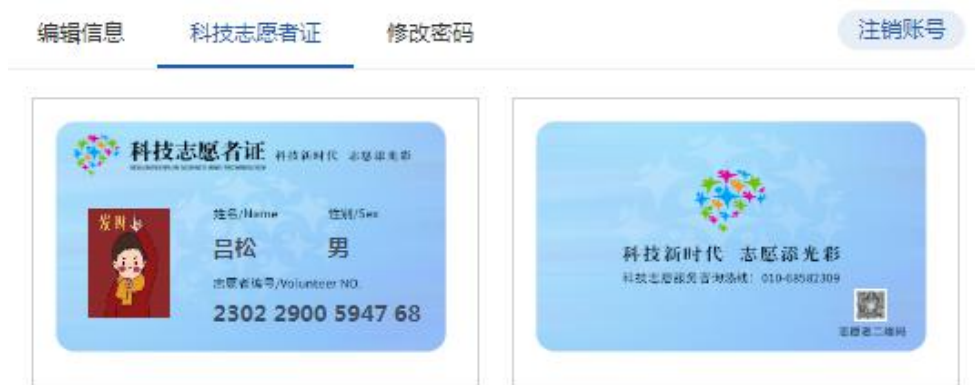 编辑信息 科技志愿者证 修改密码 注销账号
科技志愿者证 科技新时代 志愿添光彩
发财
姓名/Name 性别/Sex
吕松 男
志愿者编号/Volunteer NO.
2302 2900 5947 68
科技新时代 志愿添光彩
科技志愿服务咨询热线：010-68582309
志愿者二维码